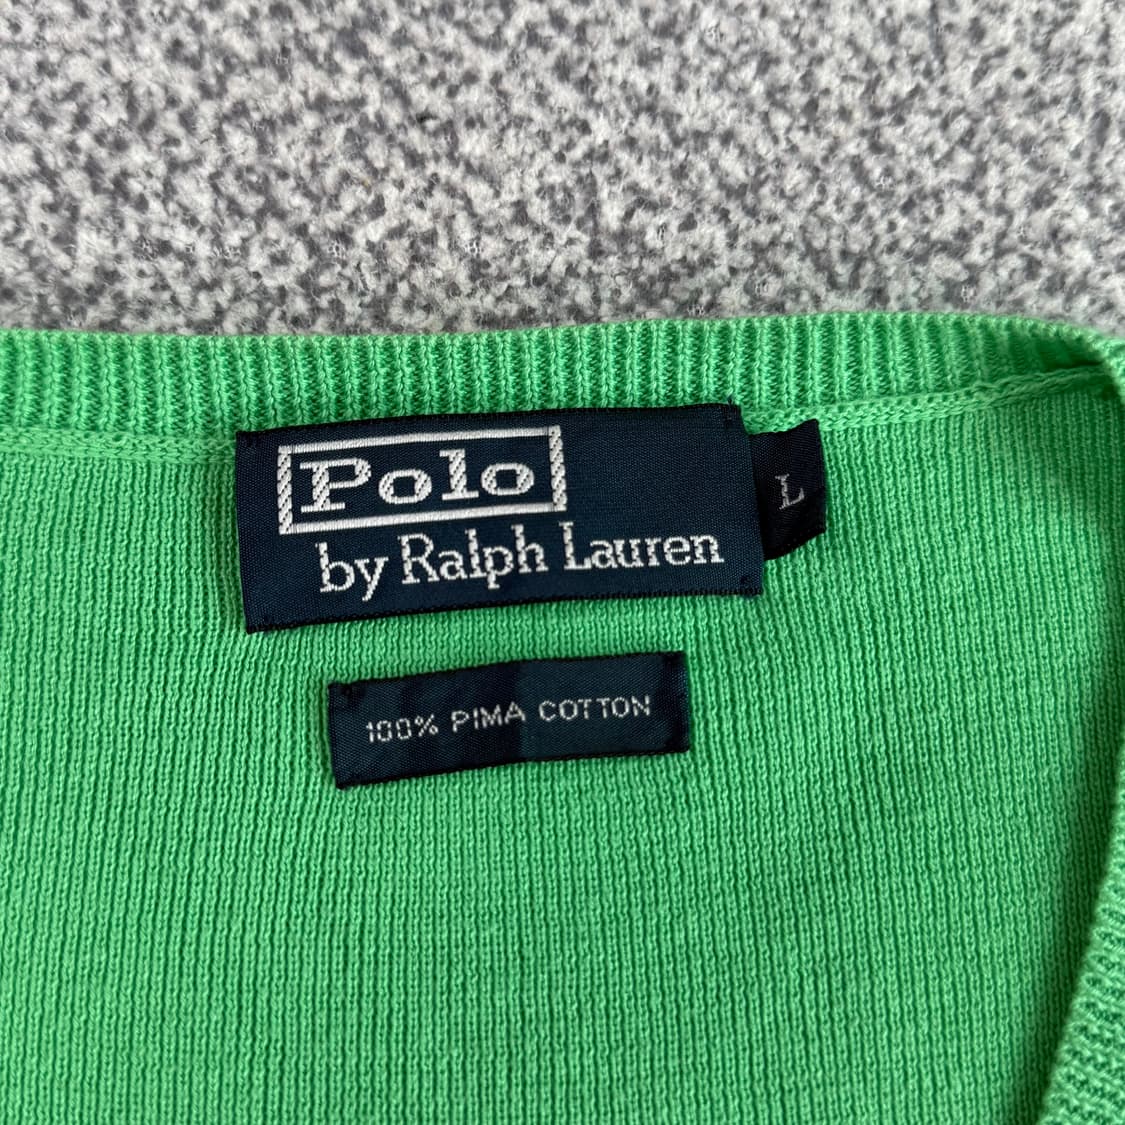 Polo
by Ralph Lauren
L
100% PIMA COTTON